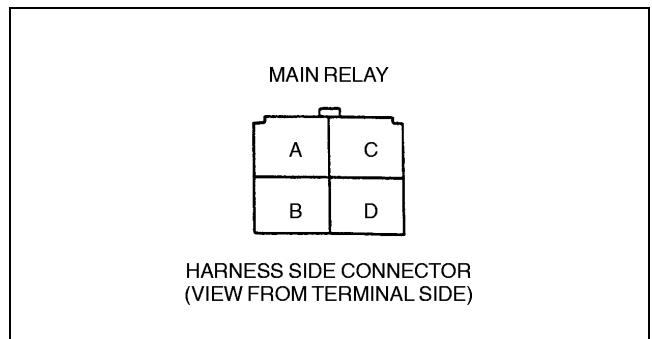 MAIN RELAY
A C
B D
HARNESS SIDE CONNECTOR
(VIEW FROM TERMINAL SIDE)